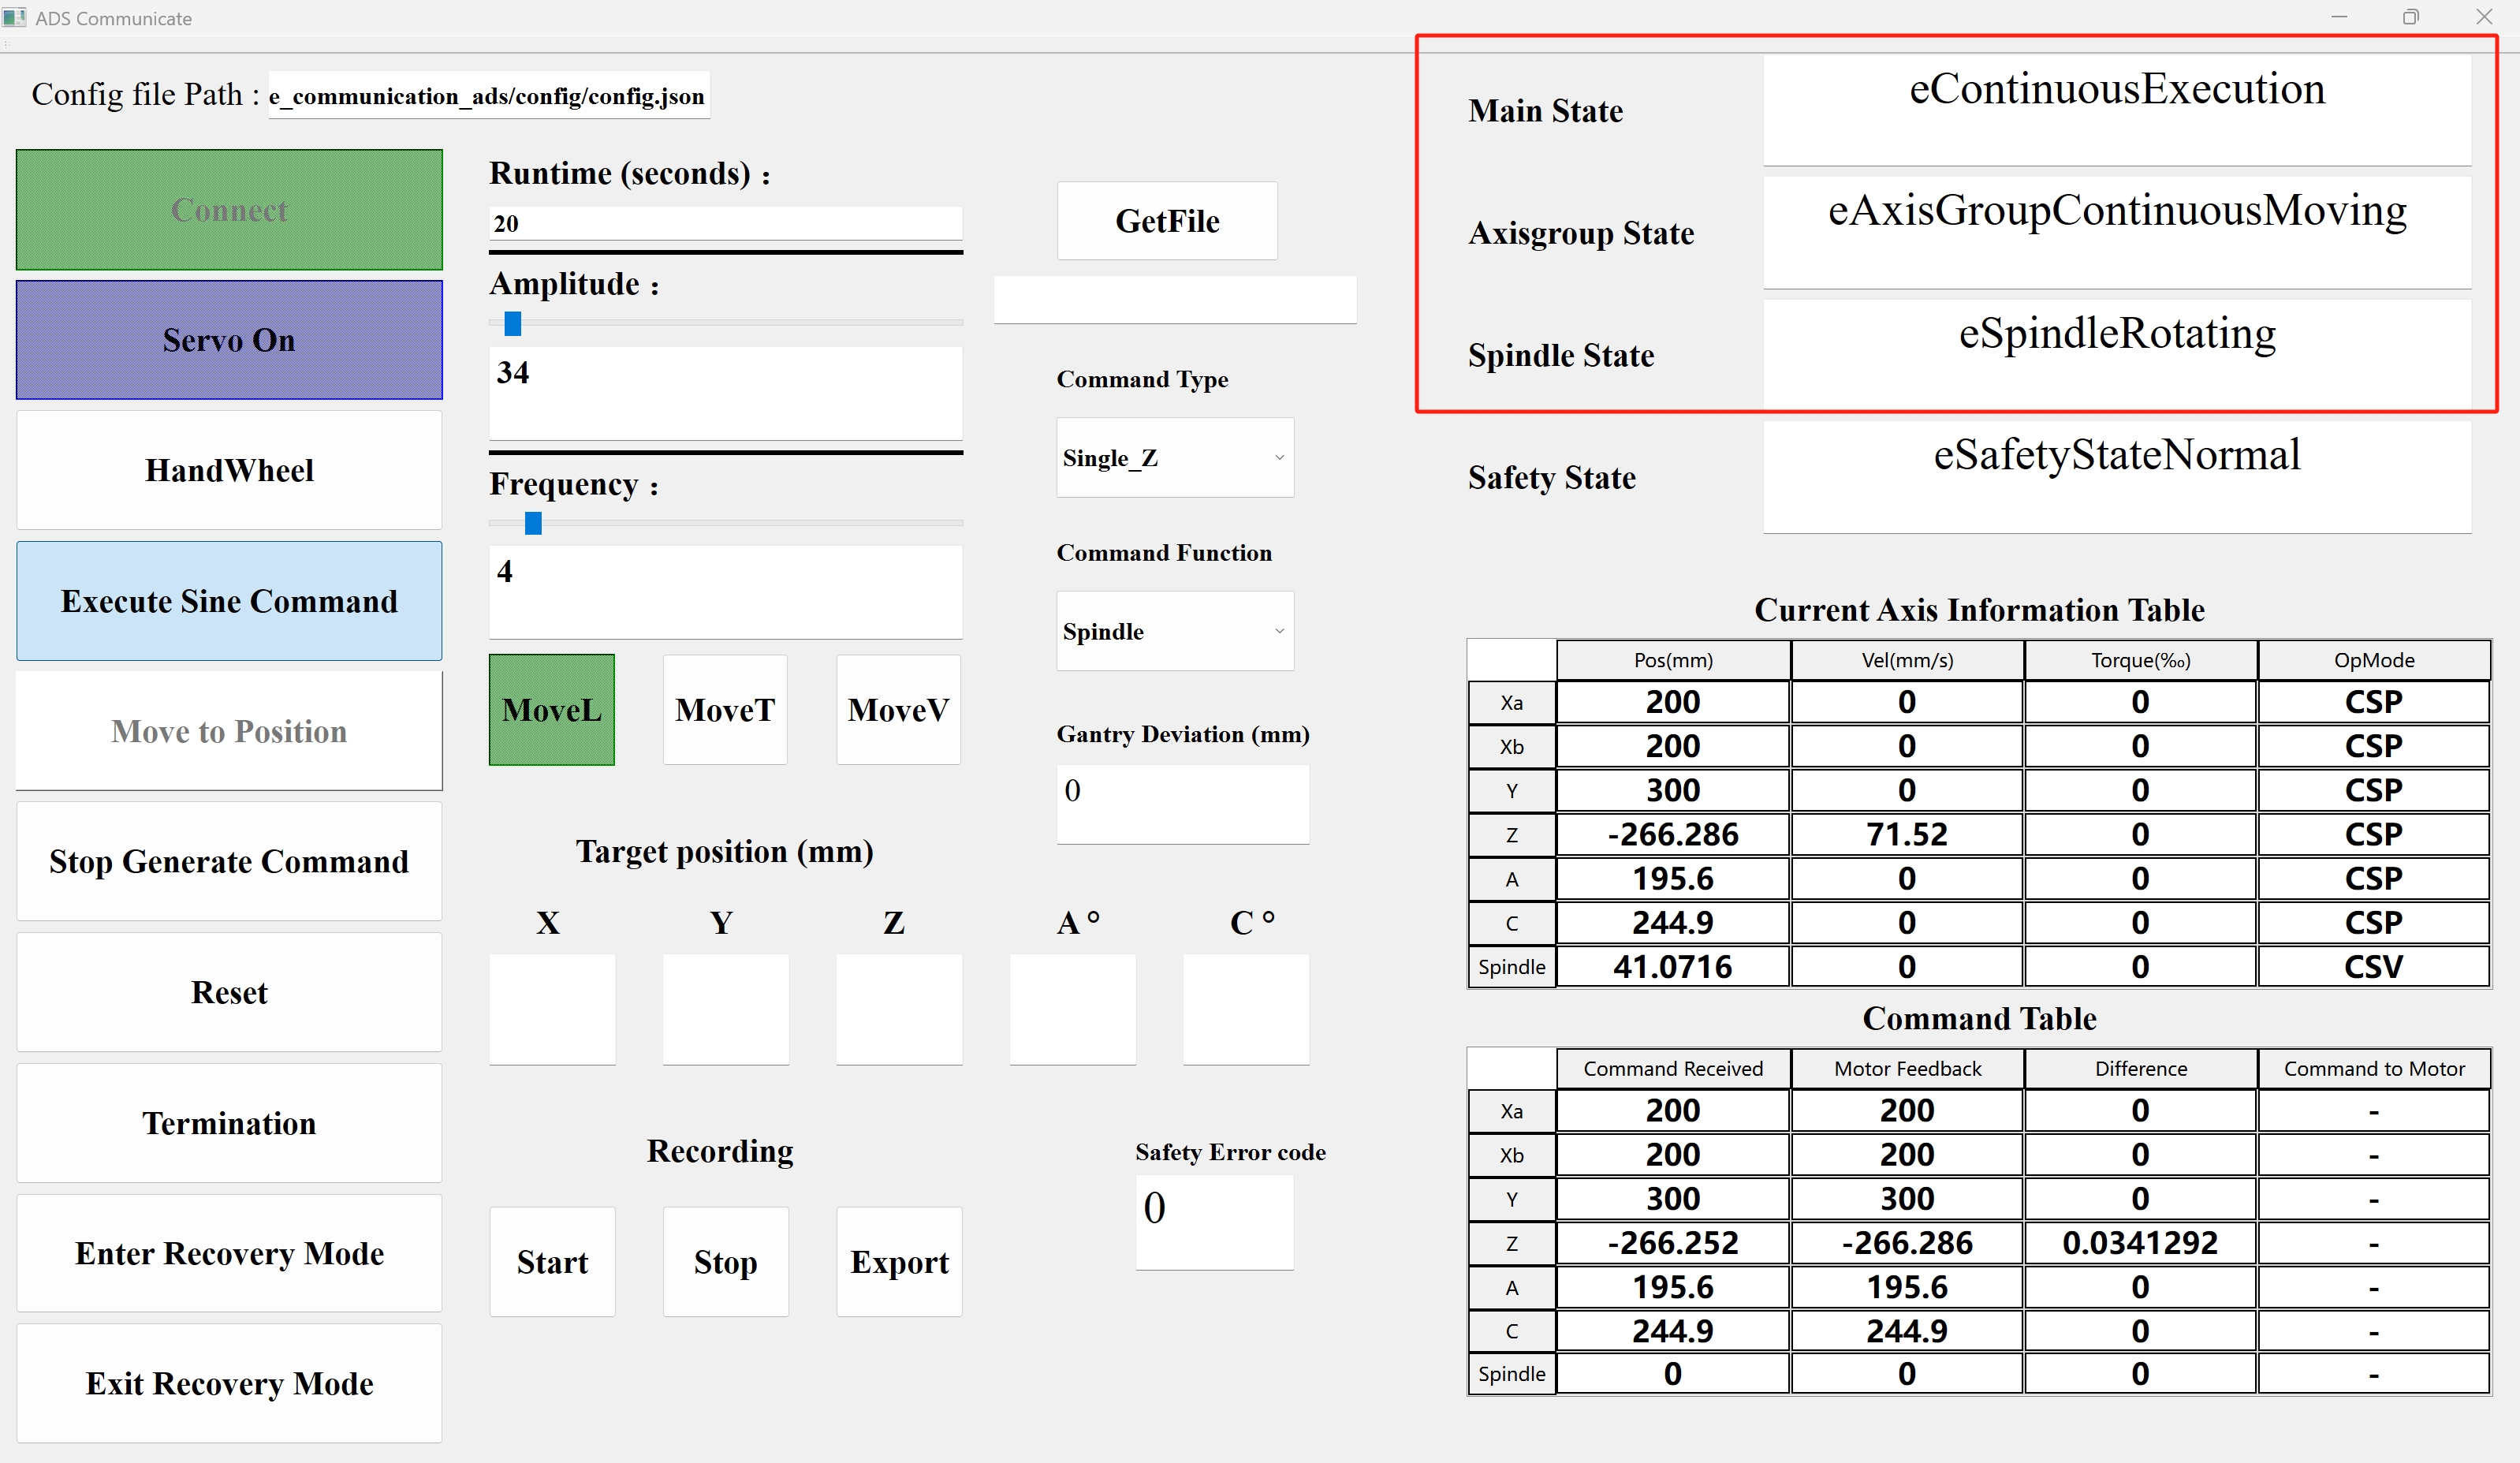 ADS Communicate
Config file Path : e_communication_ads/config/config.json
Connect
Servo On
HandWheel
Execute Sine Command
Move to Position
Stop Generate Command
Reset
Termination
Enter Recovery Mode
Exit Recovery Mode
Runtime (seconds) :
20
Amplitude :
34
Frequency :
4
MoveL MoveT MoveV
Target position (mm)
X Y Z A° C°
Recording
Start Stop Export
GetFile
Command Type
Single_Z
Command Function
Spindle
Gantry Deviation (mm)
0
Safety Error code
0
Main State eContinuousExecution
Axisgroup State eAxisGroupContinuousMoving
Spindle State eSpindleRotating
Safety State eSafetyStateNormal
Current Axis Information Table
Pos(mm) Vel(mm/s) Torque(‰) OpMode
Xa 200 0 0 CSP
Xb 200 0 0 CSP
Y 300 0 0 CSP
Z -266.286 71.52 0 CSP
A 195.6 0 0 CSP
C 244.9 0 0 CSP
Spindle 41.0716 0 0 CSV
Command Table
Command Received Motor Feedback Difference Command to Motor
Xa 200 200 0 -
Xb 200 200 0 -
Y 300 300 0 -
Z -266.252 -266.286 0.0341292 -
A 195.6 195.6 0 -
C 244.9 244.9 0 -
Spindle 0 0 0 -